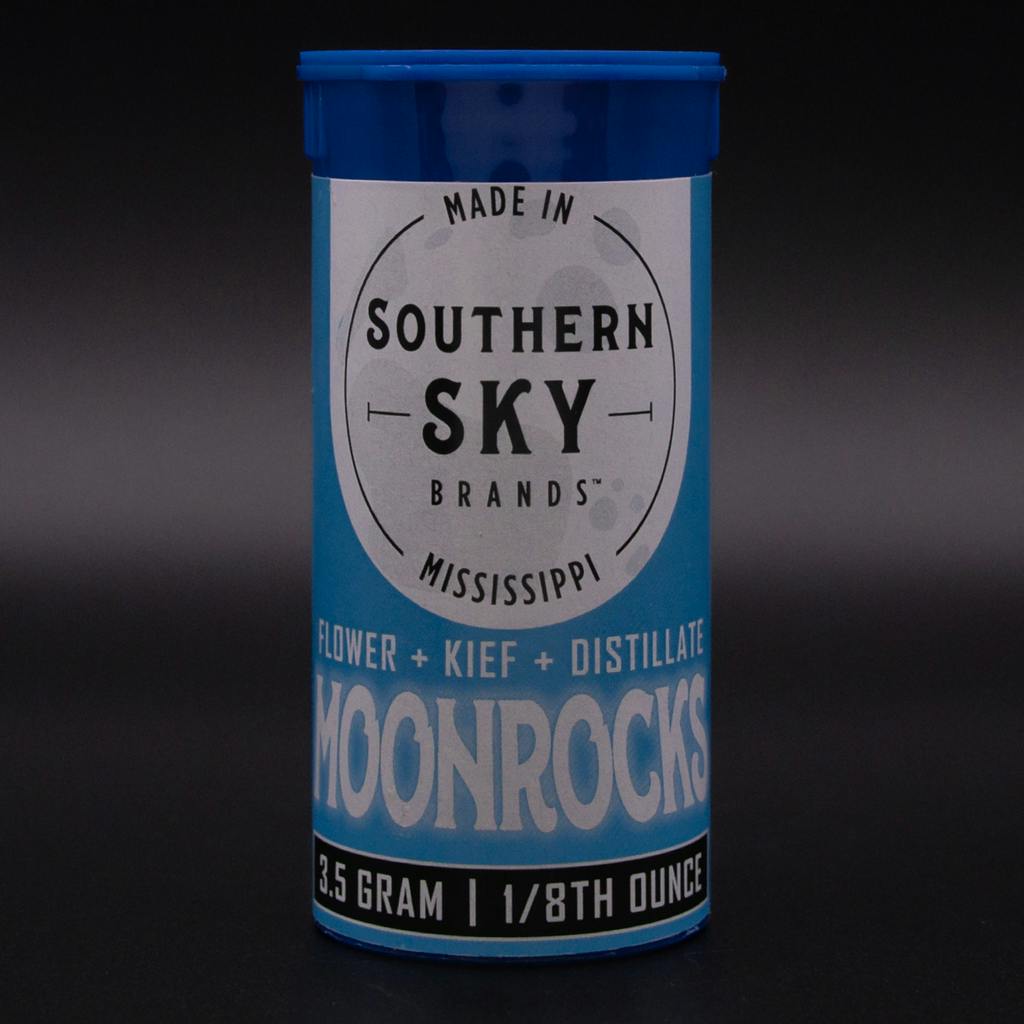 MADE IN
SOUTHERN
SKY
BRANDS™
MISSISSIPPI
FLOWER + KIEF + DISTILLATE
MOONROCKS
3.5 GRAM | 1/8TH OUNCE